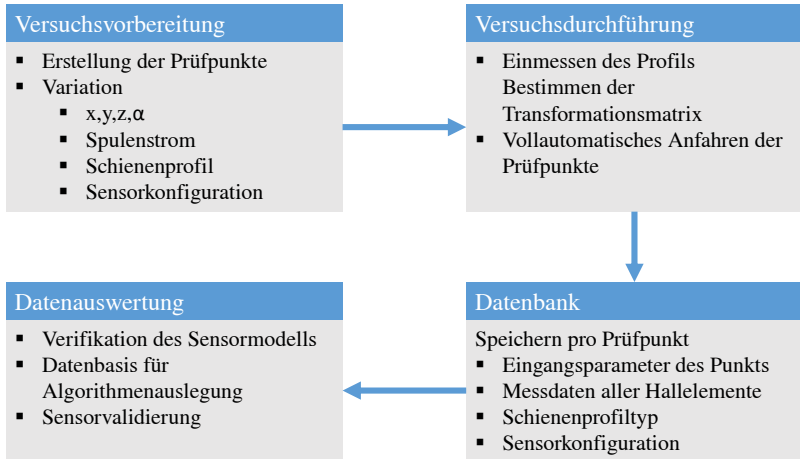 Versuchsvorbereitung
▪ Erstellung der Prüfpunkte
▪ Variation
▪ x,y,z,α
▪ Spulenstrom
▪ Schienenprofil
▪ Sensorkonfiguration
Versuchsdurchführung
▪ Einmessen des Profils
Bestimmen der
Transformationsmatrix
▪ Vollautomatisches Anfahren der
Prüfpunkte
Datenbank
Speichern pro Prüfpunkt
▪ Eingangsparameter des Punkts
▪ Messdaten aller Hallelemente
▪ Schienenprofiltyp
▪ Sensorkonfiguration
Datenauswertung
▪ Verifikation des Sensormodells
▪ Datenbasis für
Algorithmenauslegung
▪ Sensorvalidierung